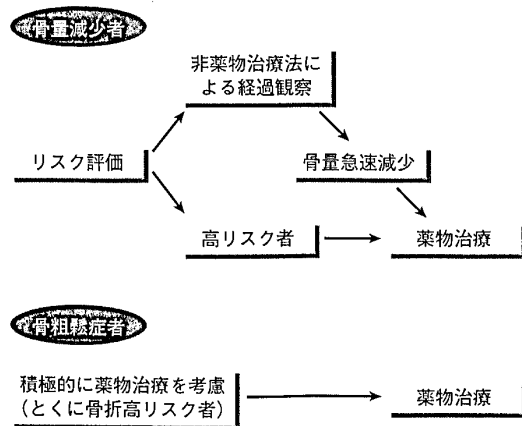 骨量減少者
非薬物治療法に
よる経過観察
リスク評価
骨量急速減少
高リスク者
薬物治療
骨粗鬆症者
積極的に薬物治療を考慮
(とくに骨折高リスク者)
薬物治療